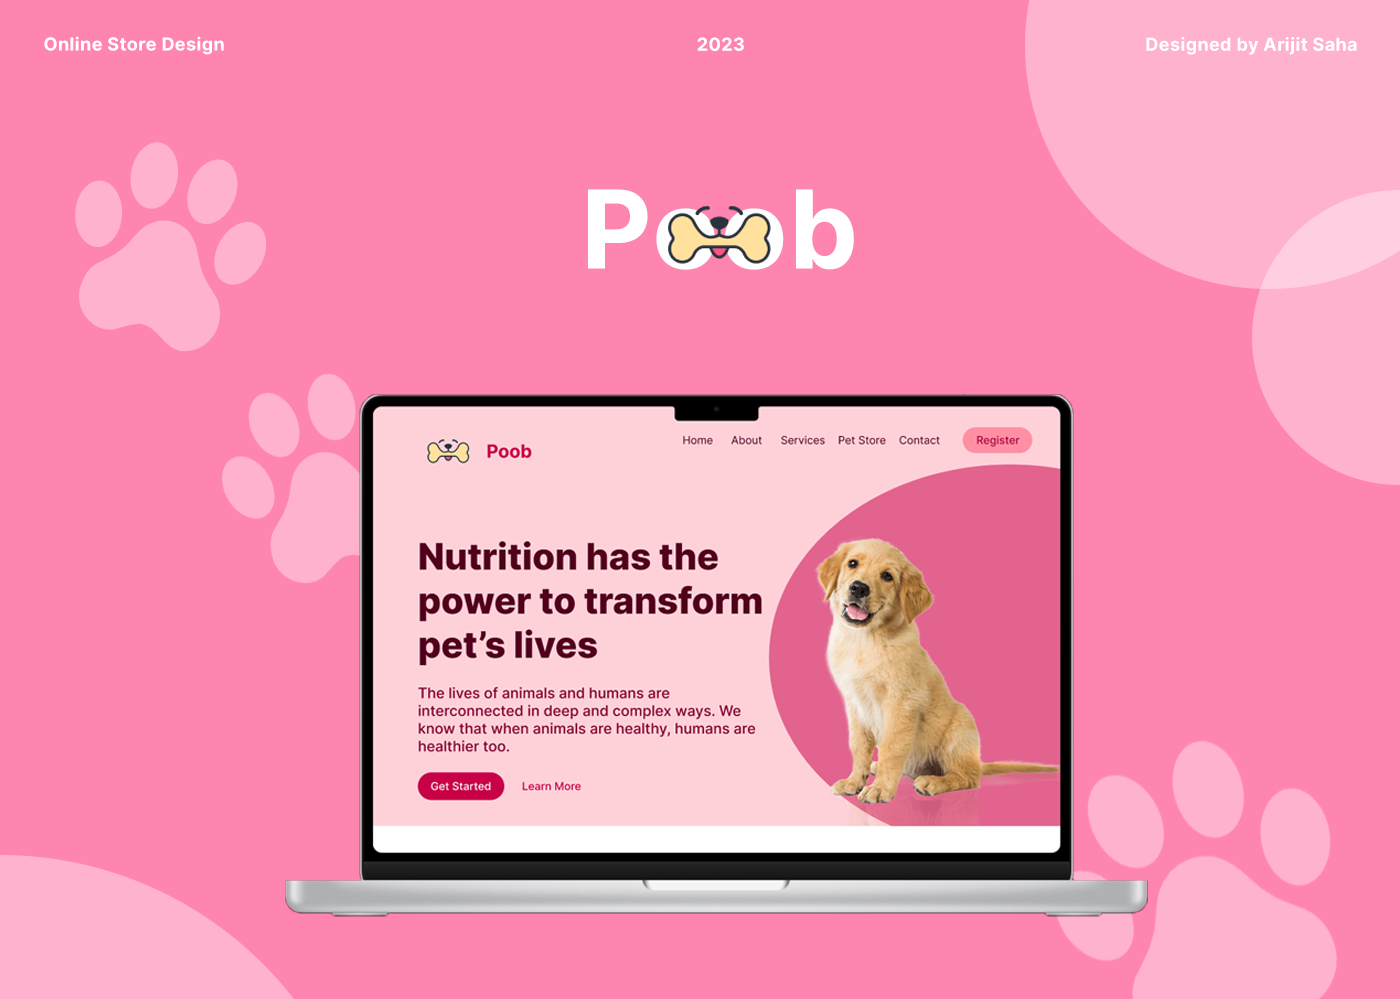 Online Store Design
2023
Designed by Arijit Saha
Poob
Poob
Home
About
Services
Pet Store
Contact
Register
Nutrition has the
power to transform
pet’s lives
The lives of animals and humans are
interconnected in deep and complex ways. We
know that when animals are healthy, humans are
healthier too.
Get Started
Learn More